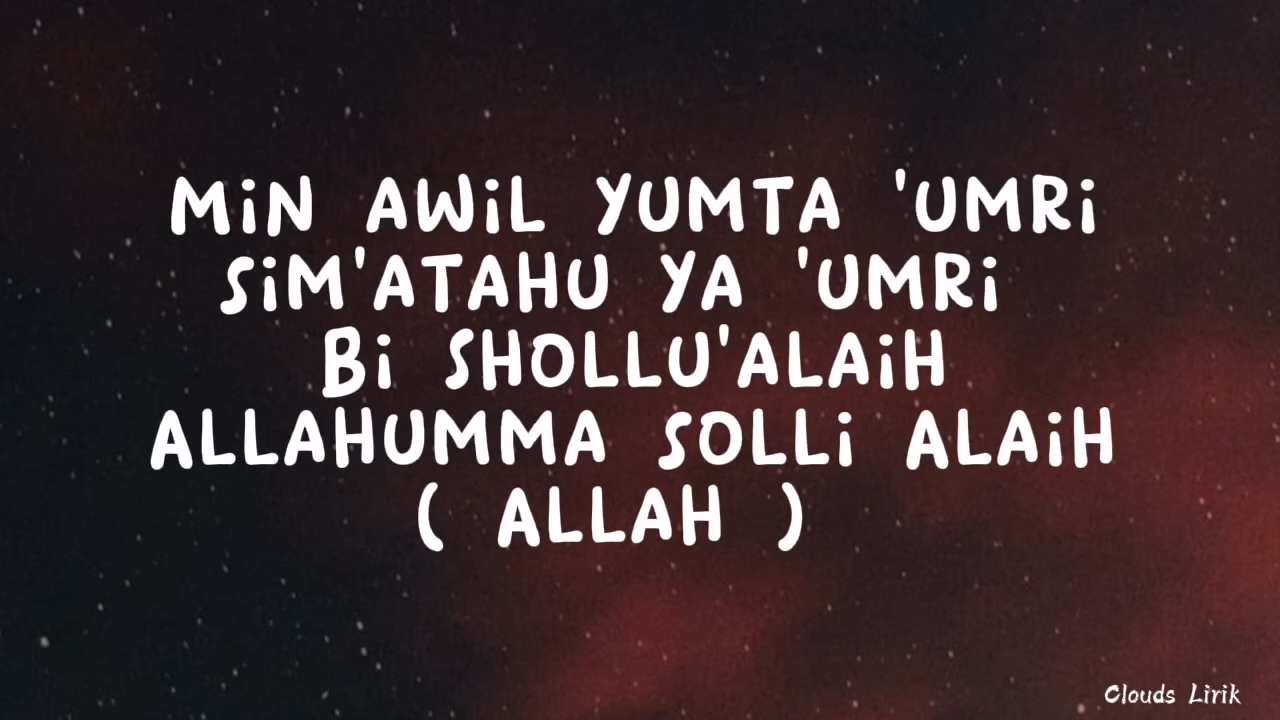 MiN AWiL YUMTA 'UMRi
SiM'ATAHU YA 'UMRi
Bi SHOLLU'ALAiH
ALLAHUMMA SOLLi ALAiH
( ALLAH )
Clouds Lirik